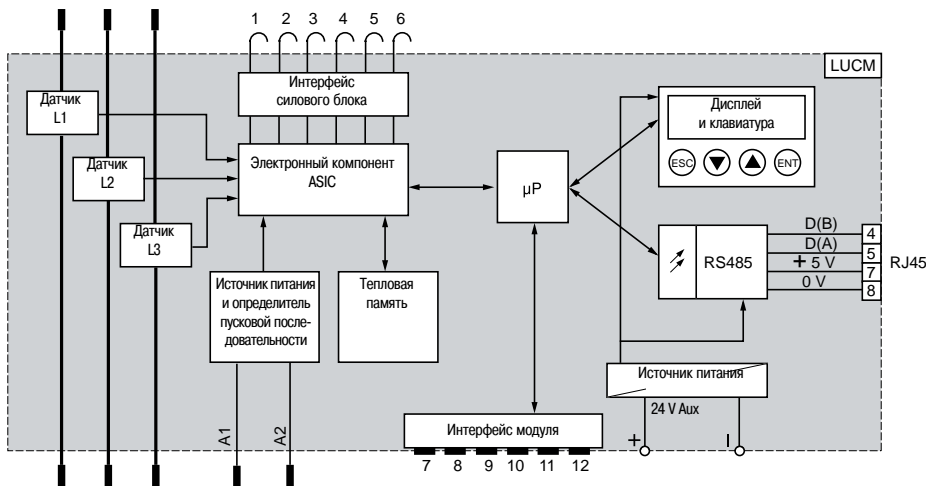 1 2 3 4 5 6
LUCM
Интерфейс
силового блока
Датчик
L1
Датчик
L2
Датчик
L3
Электронный компонент
ASIC
µP
Дисплей
и клавиатура
ESC
ENT
RS485
D(B)
D(A)
+ 5 V
0 V
4
5
7
8
RJ45
Источник питания
и определитель
пусковой после-
довательности
Тепловая
память
Источник питания
24 V Aux
+
–
A1
A2
Интерфейс модуля
7 8 9 10 11 12